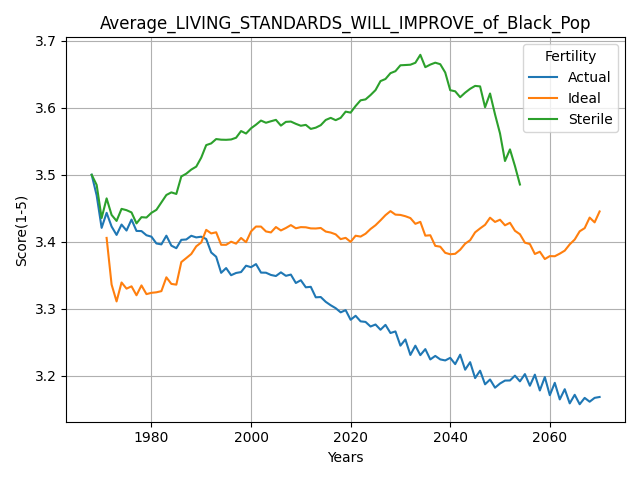 Average_LIVING_STANDARDS_WILL_IMPROVE_of_Black_Pop
Score(1-5)
3.7
3.6
3.5
3.4
3.3
3.2
Fertility
Actual
Ideal
Sterile
1980 2000 2020 2040 2060
Years